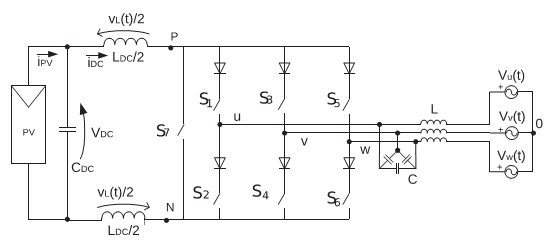 vL(t)/2
P
iPV
iDC
LDC/2
Vu(t)
+
S1
S3
S5
L
u
0
PV
VDC
S7
v
Vv(t)
+
w
CDC
Vw(t)
+
C
vL(t)/2
S2
S4
S6
N
LDC/2